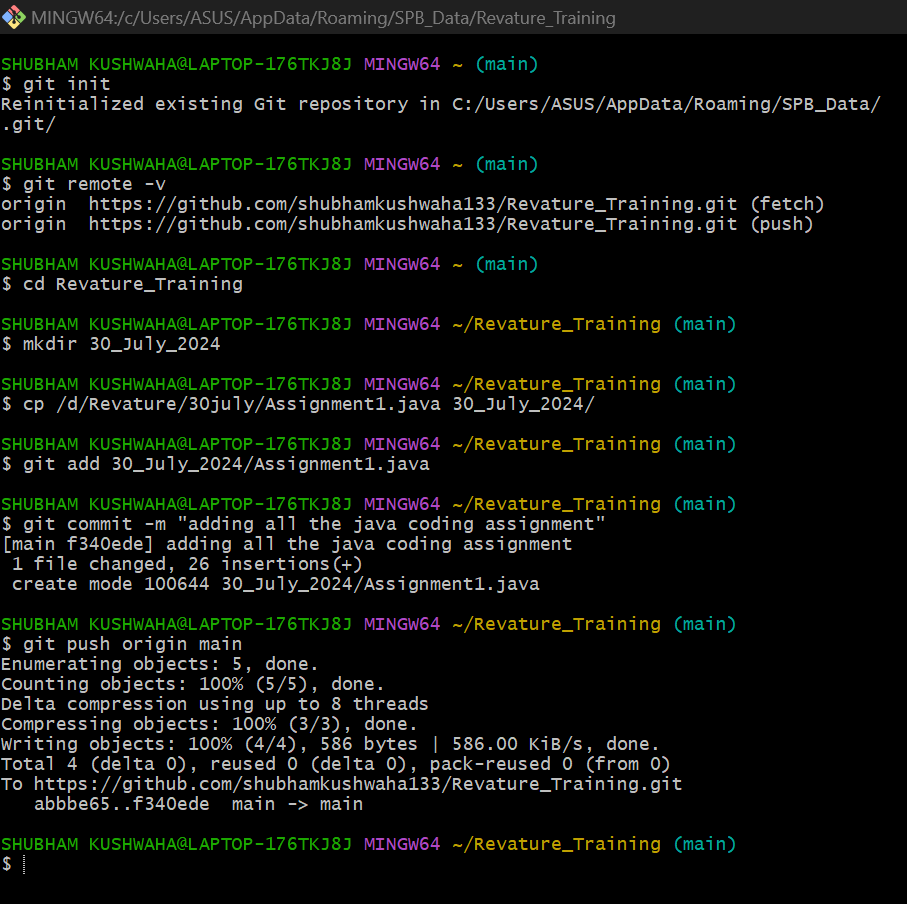 MINGW64:/c/Users/ASUS/AppData/Roaming/SPB_Data/Revature_Training
SHUBHAM KUSHWAHA@LAPTOP-176TKJ8J MINGW64 ~ (main)
$ git init
Reinitialized existing Git repository in C:/Users/ASUS/AppData/Roaming/SPB_Data/
.git/
SHUBHAM KUSHWAHA@LAPTOP-176TKJ8J MINGW64 ~ (main)
$ git remote -v
origin  https://github.com/shubhamkushwaha133/Revature_Training.git (fetch)
origin  https://github.com/shubhamkushwaha133/Revature_Training.git (push)
SHUBHAM KUSHWAHA@LAPTOP-176TKJ8J MINGW64 ~ (main)
$ cd Revature_Training
SHUBHAM KUSHWAHA@LAPTOP-176TKJ8J MINGW64 ~/Revature_Training (main)
$ mkdir 30_July_2024
SHUBHAM KUSHWAHA@LAPTOP-176TKJ8J MINGW64 ~/Revature_Training (main)
$ cp /d/Revature/30july/Assignment1.java 30_July_2024/
SHUBHAM KUSHWAHA@LAPTOP-176TKJ8J MINGW64 ~/Revature_Training (main)
$ git add 30_July_2024/Assignment1.java
SHUBHAM KUSHWAHA@LAPTOP-176TKJ8J MINGW64 ~/Revature_Training (main)
$ git commit -m "adding all the java coding assignment"
[main f340ede] adding all the java coding assignment
 1 file changed, 26 insertions(+)
 create mode 100644 30_July_2024/Assignment1.java
SHUBHAM KUSHWAHA@LAPTOP-176TKJ8J MINGW64 ~/Revature_Training (main)
$ git push origin main
Enumerating objects: 5, done.
Counting objects: 100% (5/5), done.
Delta compression using up to 8 threads
Compressing objects: 100% (3/3), done.
Writing objects: 100% (4/4), 586 bytes | 586.00 KiB/s, done.
Total 4 (delta 0), reused 0 (delta 0), pack-reused 0 (from 0)
To https://github.com/shubhamkushwaha133/Revature_Training.git
   abbbe65..f340ede  main -> main
SHUBHAM KUSHWAHA@LAPTOP-176TKJ8J MINGW64 ~/Revature_Training (main)
$